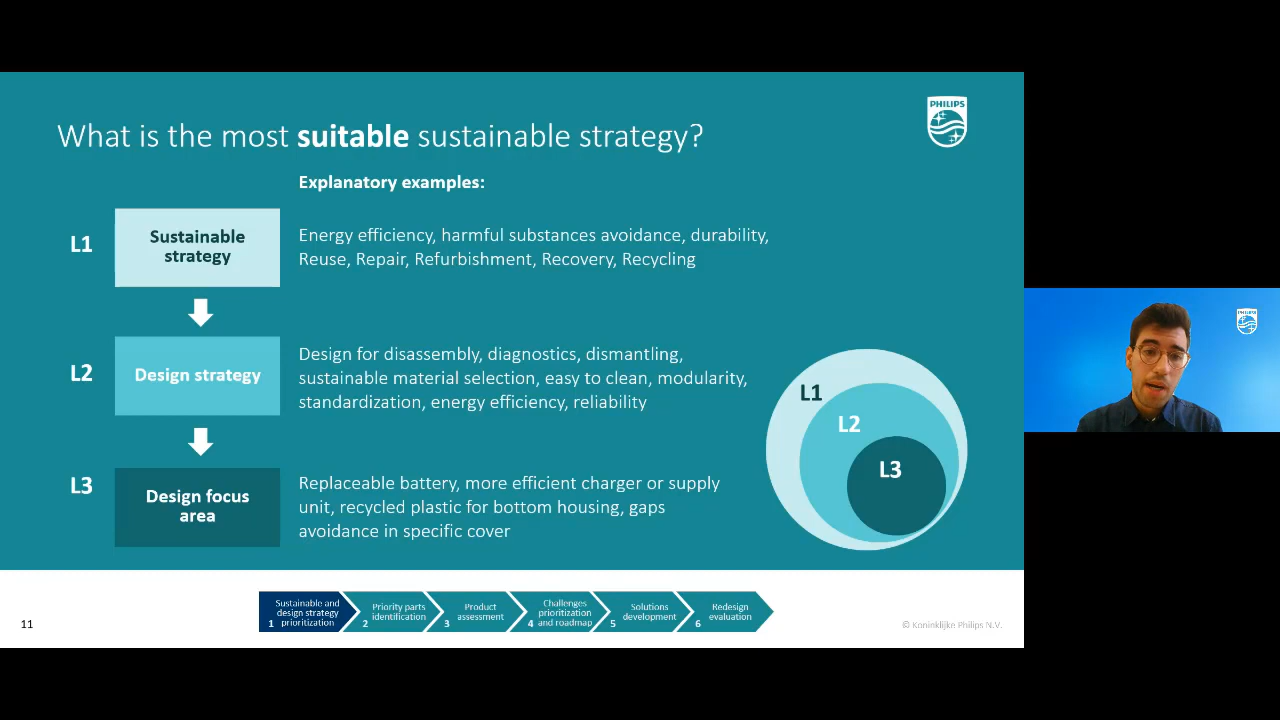 PHILIPS
What is the most suitable sustainable strategy?
Explanatory examples:
L1
Sustainable
strategy
Energy efficiency, harmful substances avoidance, durability,
Reuse, Repair, Refurbishment, Recovery, Recycling
L2
Design strategy
Design for disassembly, diagnostics, dismantling,
sustainable material selection, easy to clean, modularity,
standardization, energy efficiency, reliability
L3
Design focus
area
Replaceable battery, more efficient charger or supply
unit, recycled plastic for bottom housing, gaps
avoidance in specific cover
L1
L2
L3
PHILIPS
11
Sustainable and
design strategy
1 prioritization
Priority parts
identification
2
Product
assessment
3
Challenges
prioritization
4 and roadmap
Solutions
development
5
Redesign
evaluation
6
© Koninklijke Philips N.V.